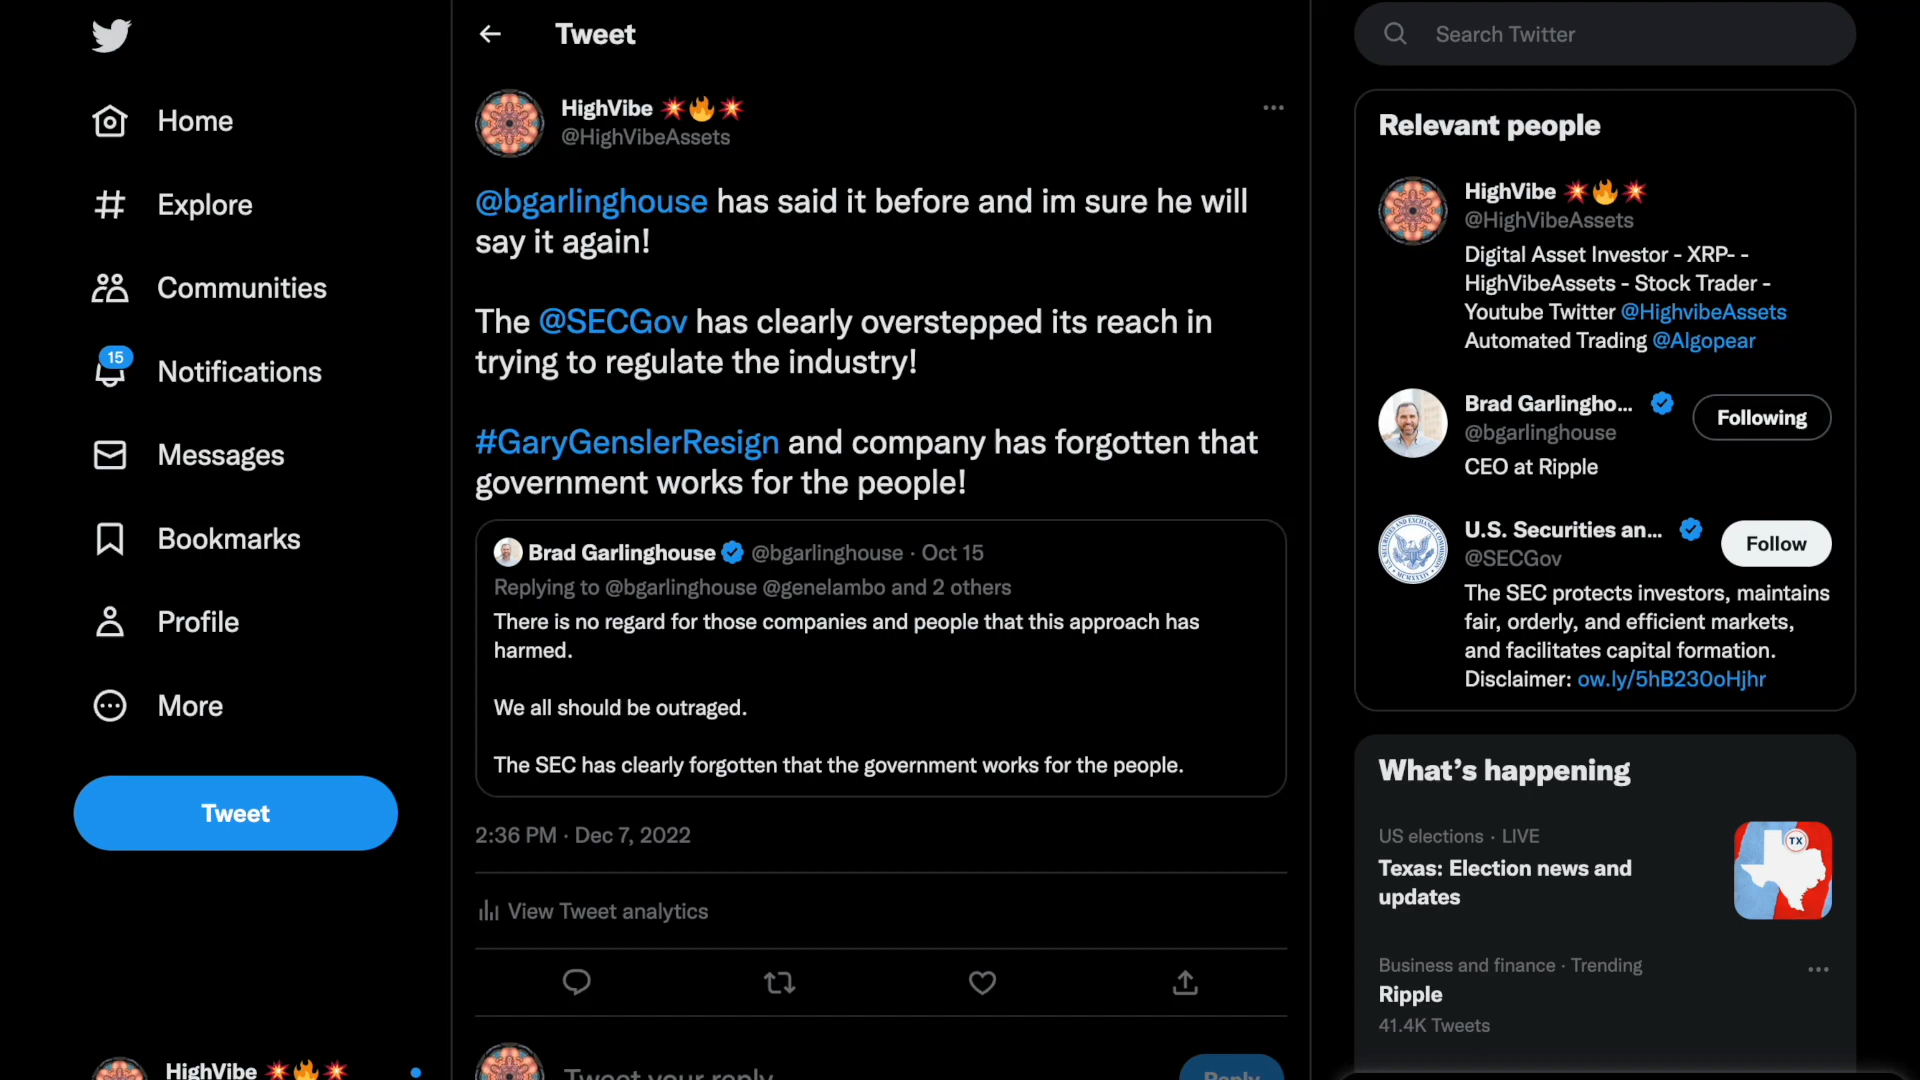 Home
Explore
Communities
15
Notifications
Messages
Bookmarks
Profile
More
Tweet
HighVibe 💥🔥💥
Tweet
HighVibe 💥🔥💥
@HighVibeAssets
@bgarlinghouse has said it before and im sure he will
say it again!
The @SECGov has clearly overstepped its reach in
trying to regulate the industry!
#GaryGenslerResign and company has forgotten that
government works for the people!
Brad Garlinghouse @bgarlinghouse · Oct 15
Replying to @bgarlinghouse @genelambo and 2 others
There is no regard for those companies and people that this approach has
harmed.
We all should be outraged.
The SEC has clearly forgotten that the government works for the people.
2:36 PM · Dec 7, 2022
View Tweet analytics
Tweet your reply
Reply
Search Twitter
Relevant people
HighVibe 💥🔥💥
@HighVibeAssets
Digital Asset Investor - XRP- -
HighVibeAssets - Stock Trader -
Youtube Twitter @HighvibeAssets
Automated Trading @Algopear
Brad Garlingho...
@bgarlinghouse
Following
CEO at Ripple
U.S. Securities an...
@SECGov
Follow
The SEC protects investors, maintains
fair, orderly, and efficient markets,
and facilitates capital formation.
Disclaimer: ow.ly/5hB230oHjhr
What's happening
US elections · LIVE
Texas: Election news and
updates
TX
Business and finance · Trending
Ripple
41.4K Tweets